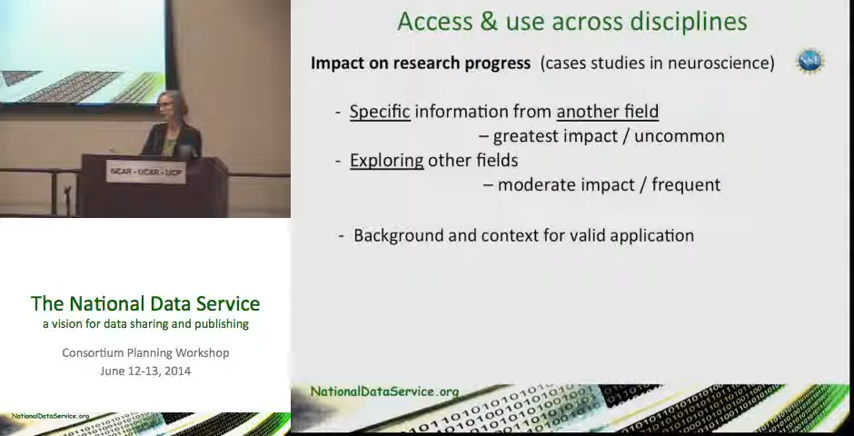 Access & use across disciplines
Impact on research progress (cases studies in neuroscience)
NSF
- Specific information from another field
– greatest impact / uncommon
- Exploring other fields
– moderate impact / frequent
- Background and context for valid application
NationalDataService.org
NCAR - UCAR - UCP
The National Data Service
a vision for data sharing and publishing
Consortium Planning Workshop
June 12-13, 2014
NationalDataService.org